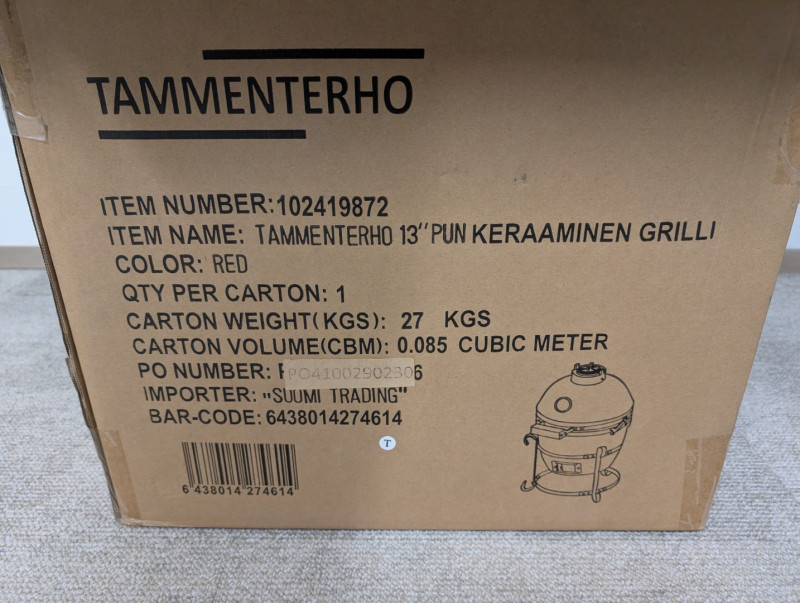 TAMMENTERHO
ITEM NUMBER:102419872
ITEM NAME: TAMMENTERHO 13''PUN KERAAMINEN GRILLI
COLOR: RED
QTY PER CARTON: 1
CARTON WEIGHT(KGS): 27 KGS
CARTON VOLUME(CBM): 0.085 CUBIC METER
PO NUMBER: PO41002902306
IMPORTER: "SUOMI TRADING"
BAR-CODE: 6438014274614
T
6 438014 274614